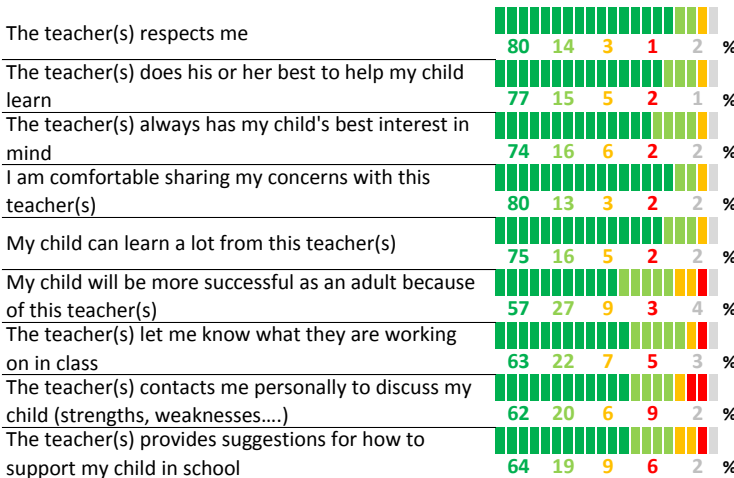 The teacher(s) respects me
80 14 3 1 2 %
The teacher(s) does his or her best to help my child
learn
77 15 5 2 1 %
The teacher(s) always has my child's best interest in
mind
74 16 6 2 2 %
I am comfortable sharing my concerns with this
teacher(s)
80 13 3 2 2 %
My child can learn a lot from this teacher(s)
75 16 5 2 2 %
My child will be more successful as an adult because
of this teacher(s)
57 27 9 3 4 %
The teacher(s) let me know what they are working
on in class
63 22 7 5 3 %
The teacher(s) contacts me personally to discuss my
child (strengths, weaknesses….)
62 20 6 9 2 %
The teacher(s) provides suggestions for how to
support my child in school
64 19 9 6 2 %